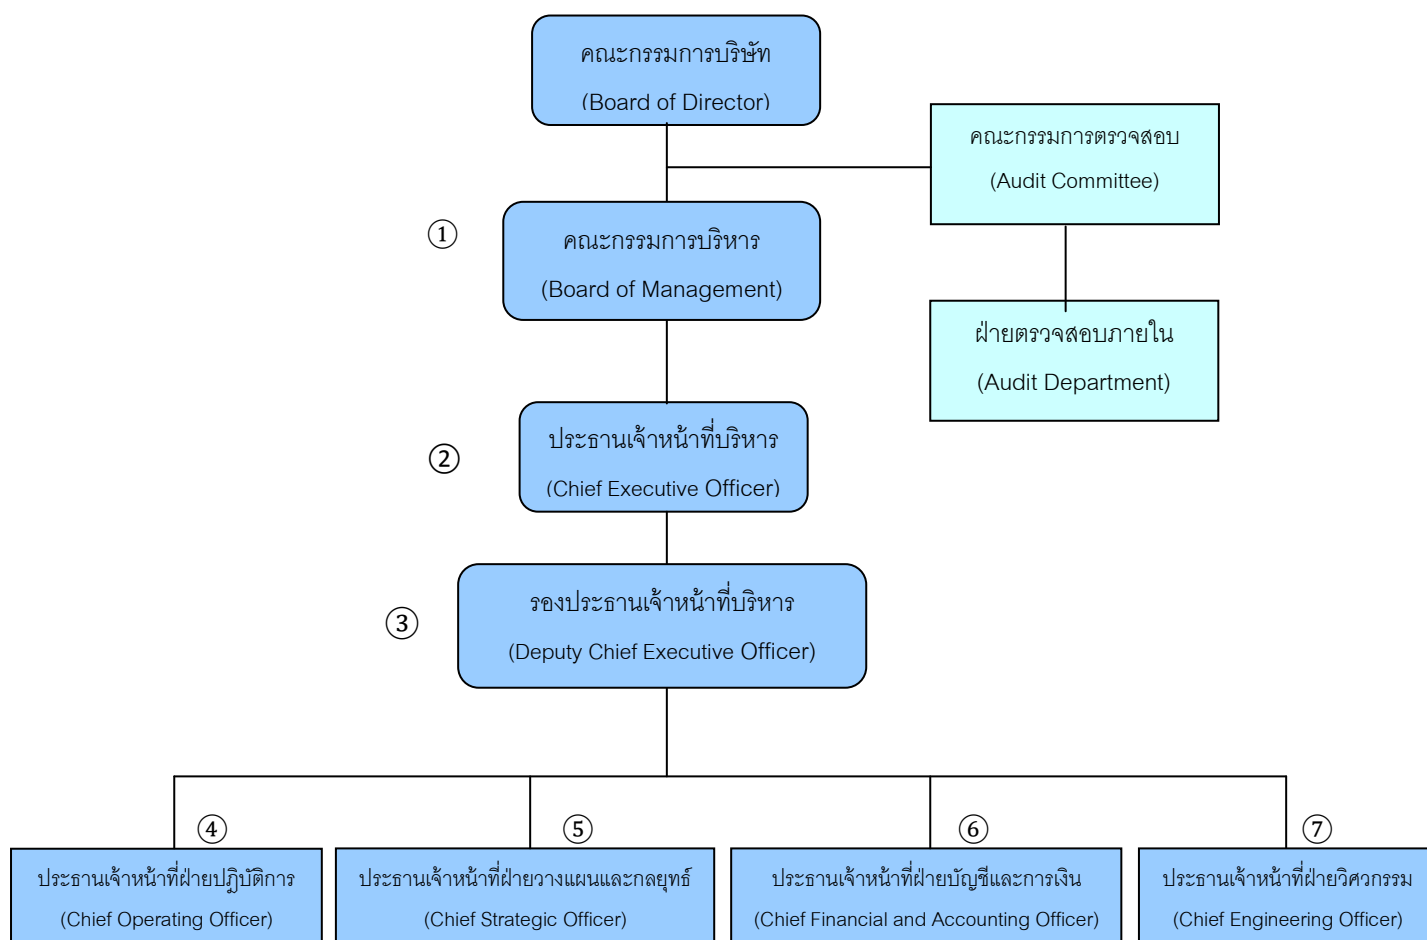 คณะกรรมการบริษัท
(Board of Director)
คณะกรรมการตรวจสอบ
(Audit Committee)
①
คณะกรรมการบริหาร
(Board of Management)
ฝ่ายตรวจสอบภายใน
(Audit Department)
②
ประธานเจ้าหน้าที่บริหาร
(Chief Executive Officer)
③
รองประธานเจ้าหน้าที่บริหาร
(Deputy Chief Executive Officer)
④
ประธานเจ้าหน้าที่ฝ่ายปฏิบัติการ
(Chief Operating Officer)
⑤
ประธานเจ้าหน้าที่ฝ่ายวางแผนและกลยุทธ์
(Chief Strategic Officer)
⑥
ประธานเจ้าหน้าที่ฝ่ายบัญชีและการเงิน
(Chief Financial and Accounting Officer)
⑦
ประธานเจ้าหน้าที่ฝ่ายวิศวกรรม
(Chief Engineering Officer)